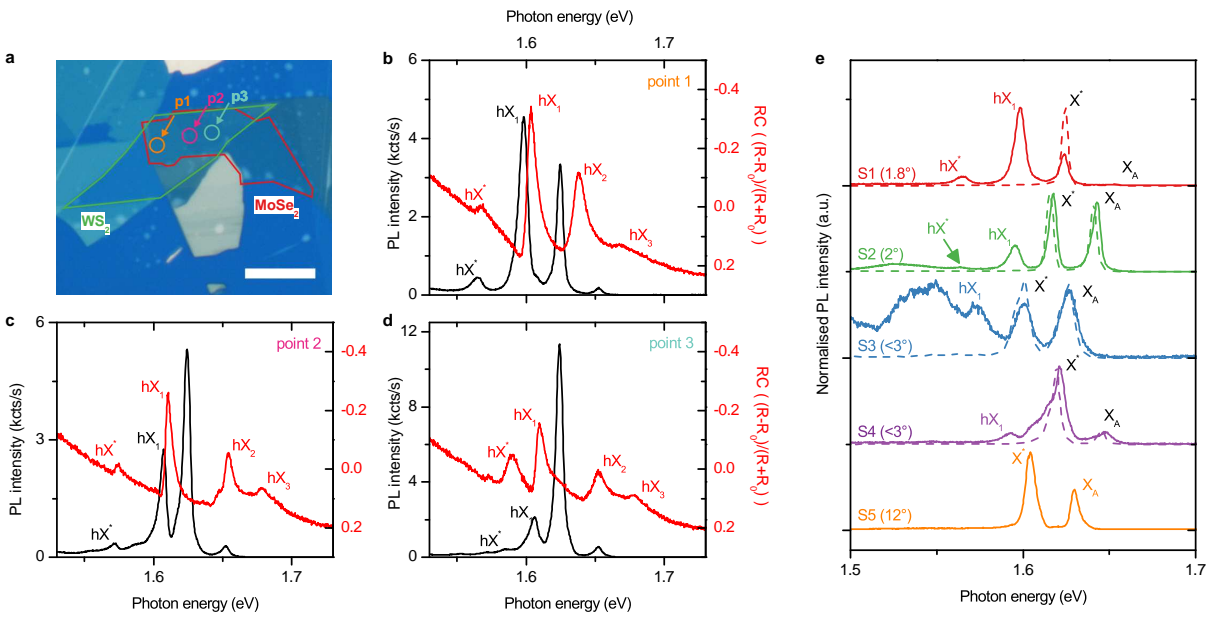 a
p1
p2
p3
WS2
MoSe2
Photon energy (eV)
1.6
1.7
b
point 1
PL intensity (kcts/s)
6
4
2
0
hX*
hX1
hX1
hX*
hX2
hX3
-0.4
-0.2
0.0
0.2
RC ( (R-R0)/(R+R0) )
c
point 2
PL intensity (kcts/s)
6
3
0
hX*
hX1
hX1
hX*
hX2
hX3
-0.4
-0.2
0.0
0.2
1.6
1.7
Photon energy (eV)
d
point 3
PL intensity (kcts/s)
12
8
4
0
hX*
hX1
hX*
hX1
hX2
hX3
-0.4
-0.2
0.0
0.2
RC ( (R-R0)/(R+R0) )
1.6
1.7
Photon energy (eV)
e
Normalised PL intensity (a.u.)
hX1
X*
hX*
XA
S1 (1.8°)
hX*
hX1
X*
XA
S2 (2°)
hX1
X*
XA
S3 (<3°)
X*
hX1
XA
S4 (<3°)
X*
XA
S5 (12°)
1.5
1.6
1.7
Photon energy (eV)